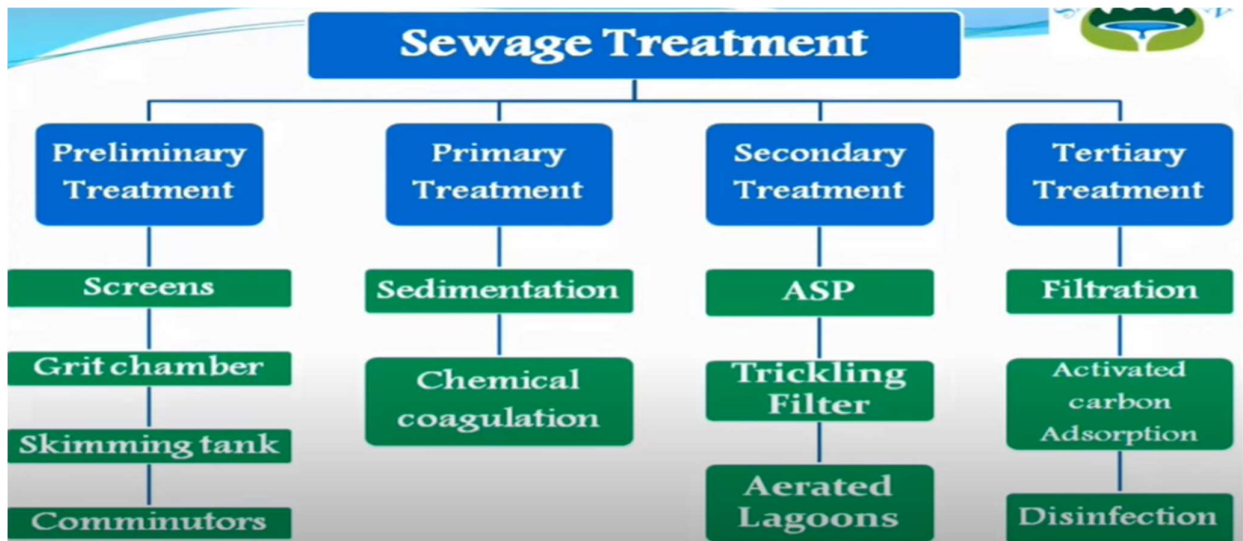 Sewage Treatment
Preliminary
Treatment
Screens
Grit chamber
Skimming tank
Comminutors
Primary
Treatment
Sedimentation
Chemical
coagulation
Secondary
Treatment
ASP
Trickling
Filter
Aerated
Lagoons
Tertiary
Treatment
Filtration
Activated
carbon
Adsorption
Disinfection